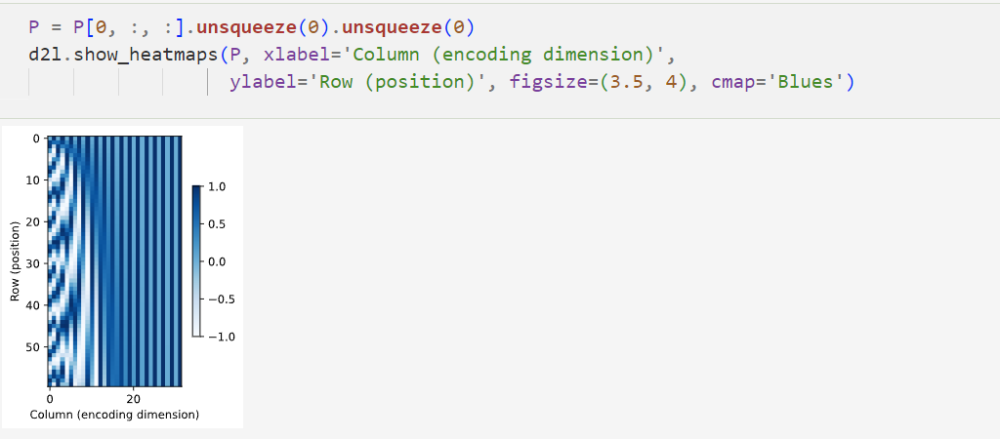 P = P[0, :, :].unsqueeze(0).unsqueeze(0)
d2l.show_heatmaps(P, xlabel='Column (encoding dimension)',
ylabel='Row (position)', figsize=(3.5, 4), cmap='Blues')
0
10
20
30
40
50
Row (position)
0 20
Column (encoding dimension)
1.0
0.5
0.0
−0.5
−1.0